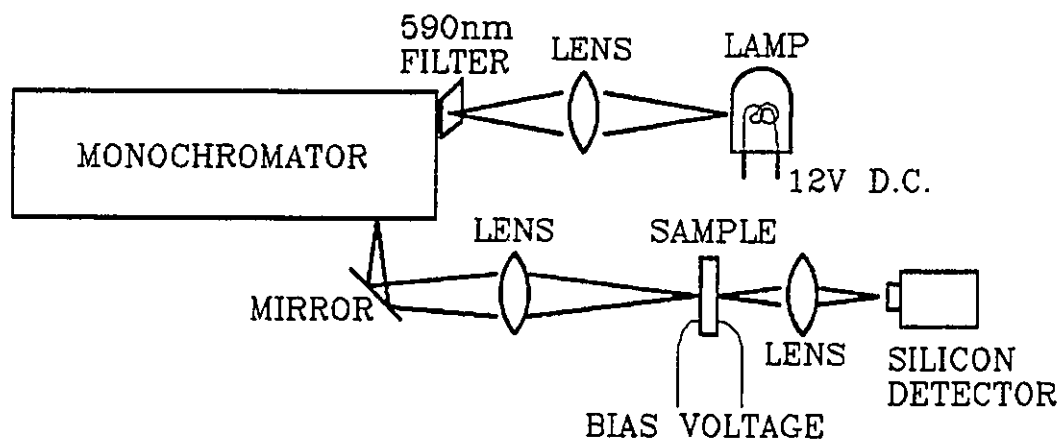 590nm
FILTER
LENS
LAMP
MONOCHROMATOR
12V D.C.
LENS
SAMPLE
MIRROR
LENS
SILICON
DETECTOR
BIAS VOLTAGE